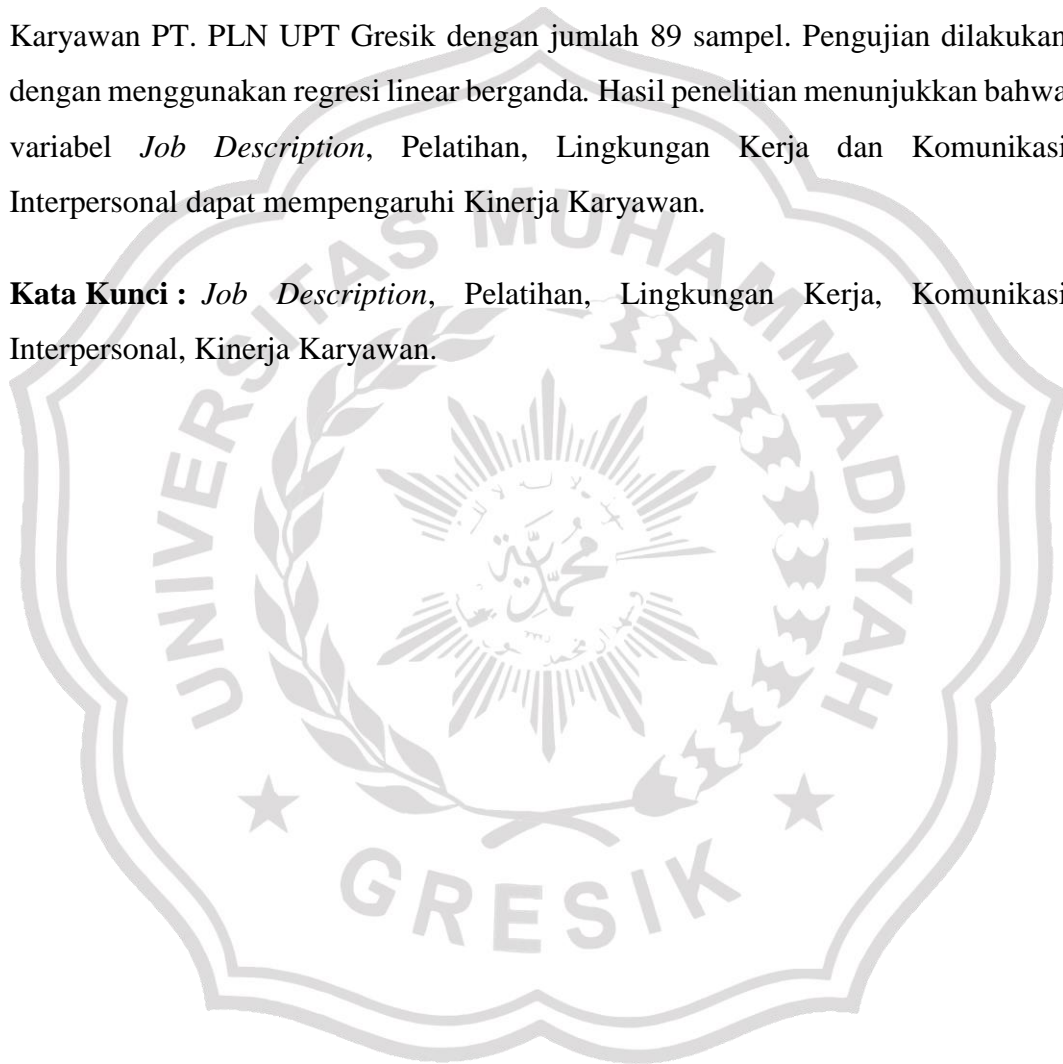 Karyawan PT. PLN UPT Gresik dengan jumlah 89 sampel. Pengujian dilakukan
dengan menggunakan regresi linear berganda. Hasil penelitian menunjukkan bahwa
variabel Job Description, Pelatihan, Lingkungan Kerja dan Komunikasi
Interpersonal dapat mempengaruhi Kinerja Karyawan.
Kata Kunci : Job Description, Pelatihan, Lingkungan Kerja, Komunikasi
Interpersonal, Kinerja Karyawan.
UNIVERSITAS MUHAMMADIYAH
محمدية
GRESIK